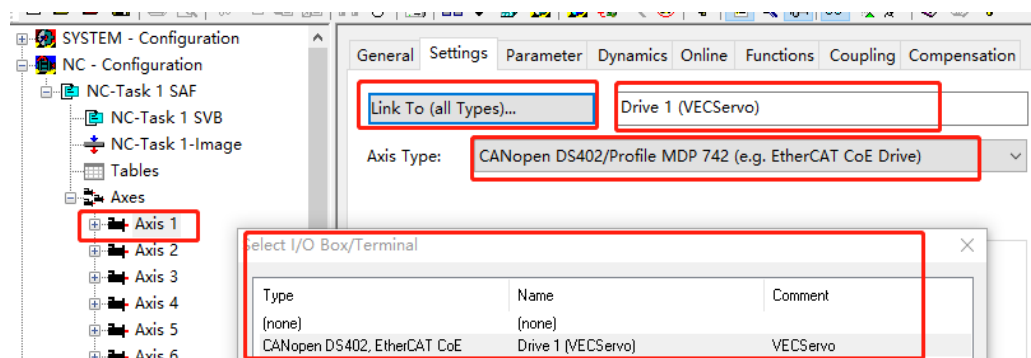 SYSTEM - Configuration
NC - Configuration
NC-Task 1 SAF
NC-Task 1 SVB
NC-Task 1-Image
Tables
Axes
Axis 1
Axis 2
Axis 3
Axis 4
Axis 5
Axis 6
General Settings Parameter Dynamics Online Functions Coupling Compensation
Link To (all Types)... Drive 1 (VECServo)
Axis Type: CANopen DS402/Profile MDP 742 (e.g. EtherCAT CoE Drive)
Select I/O Box/Terminal
Type Name Comment
(none) (none)
CANopen DS402, EtherCAT CoE Drive 1 (VECServo) VECServo